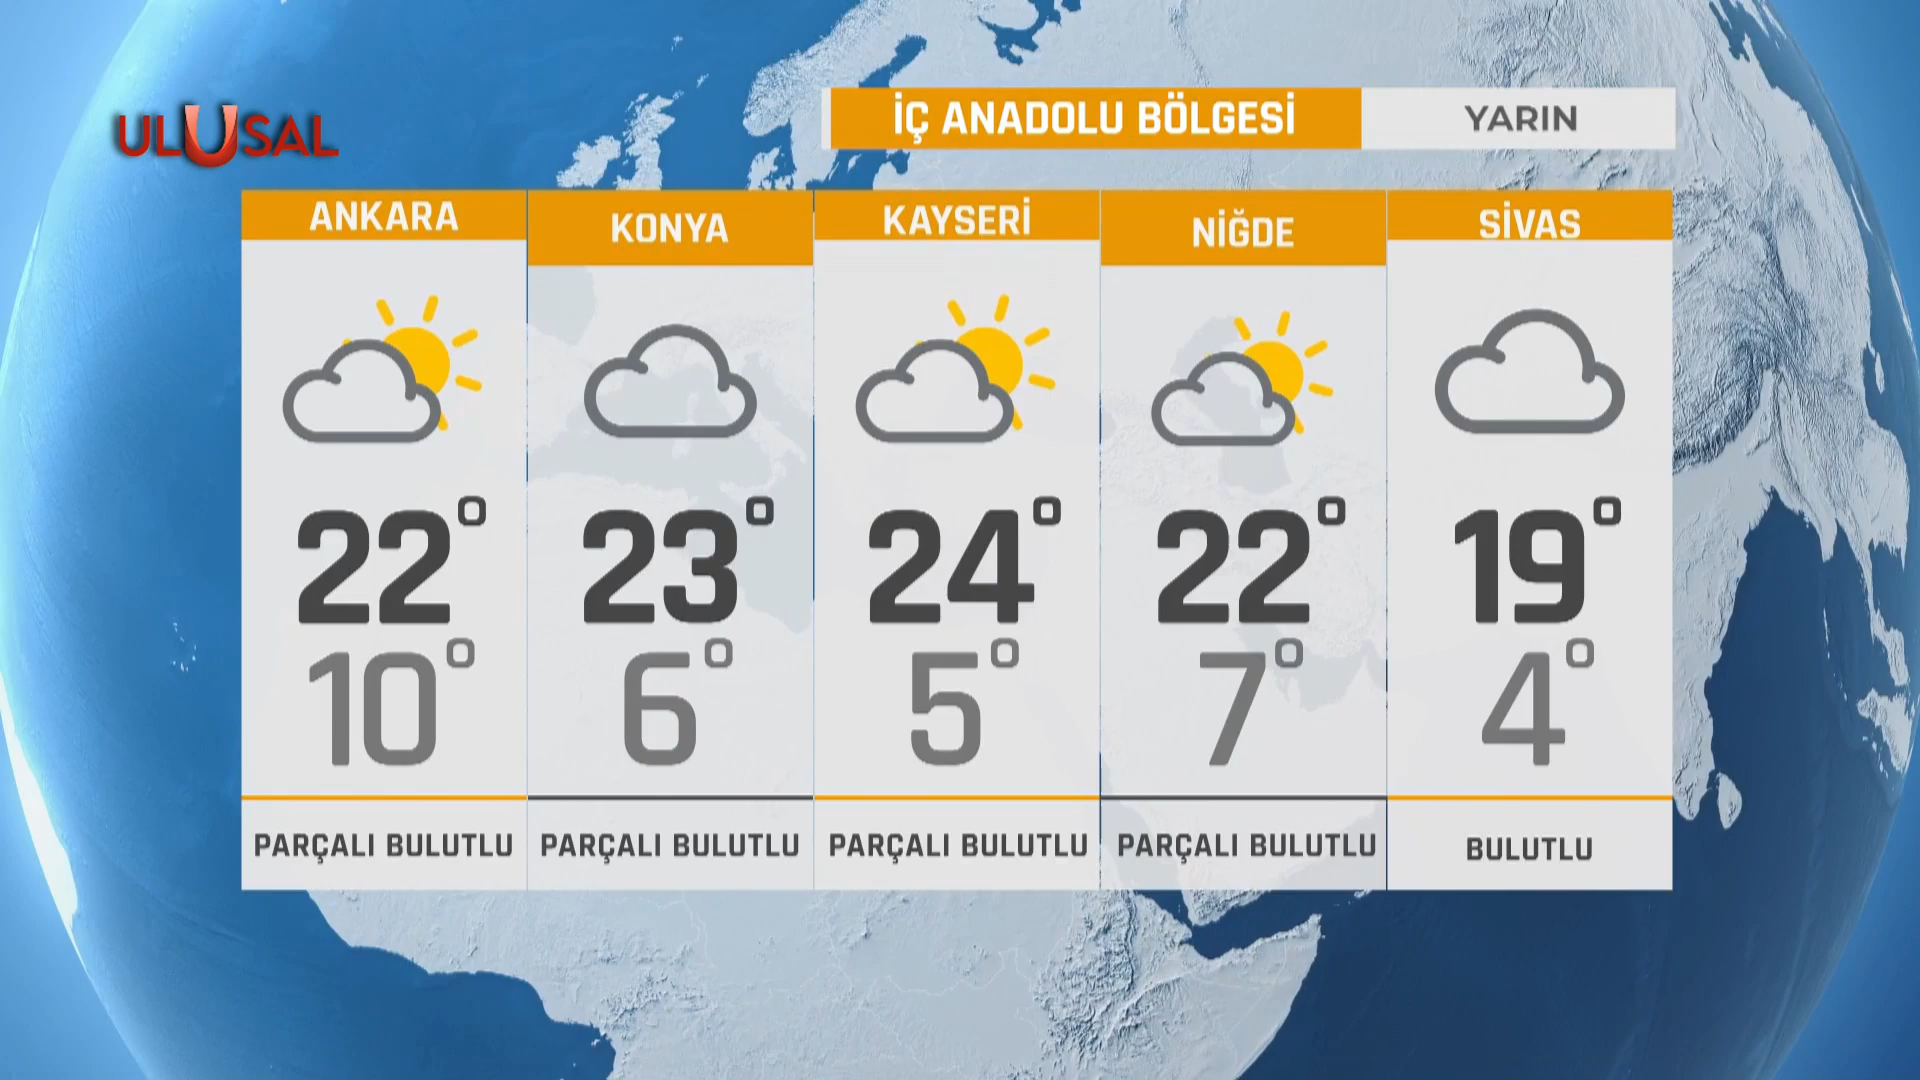 ULUSAL
İÇ ANADOLU BÖLGESİ YARIN
ANKARA KONYA KAYSERİ NİĞDE SİVAS
22° 23° 24° 22° 19°
10° 6° 5° 7° 4°
PARÇALI BULUTLU PARÇALI BULUTLU PARÇALI BULUTLU PARÇALI BULUTLU BULUTLU